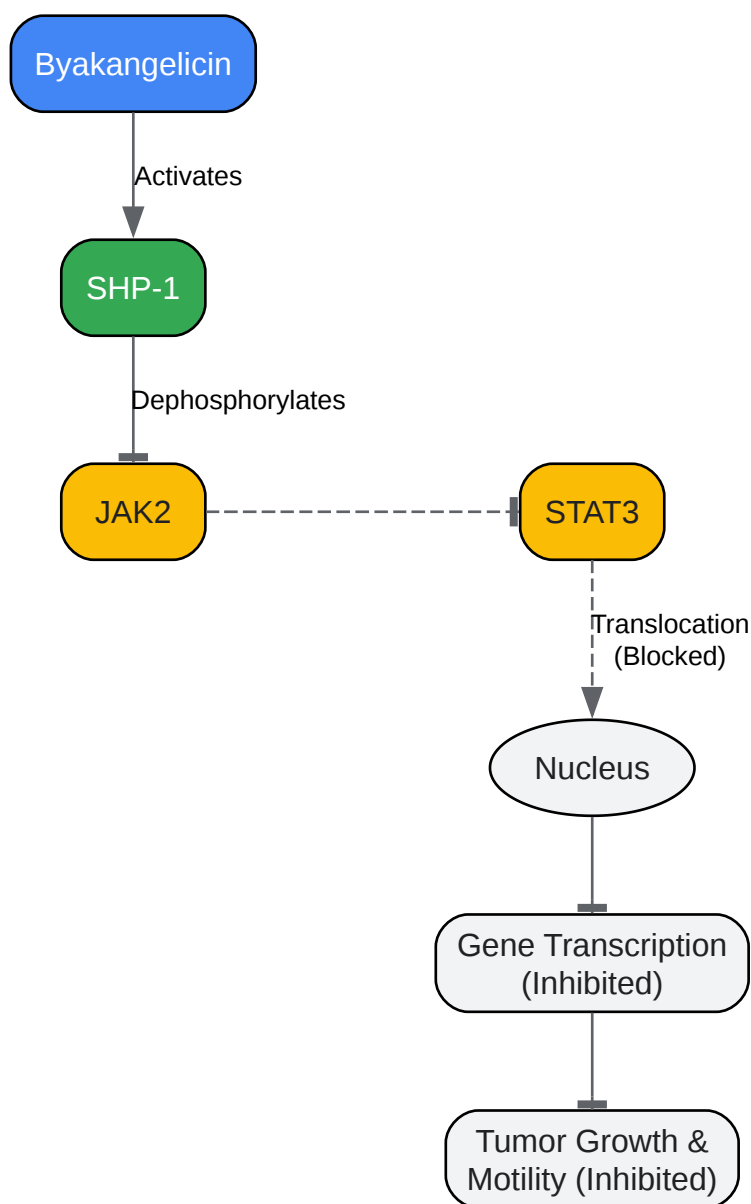 Byakangelicin
Activates
SHP-1
Dephosphorylates
JAK2
STAT3
Translocation
(Blocked)
Nucleus
Gene Transcription
(Inhibited)
Tumor Growth &
Motility (Inhibited)